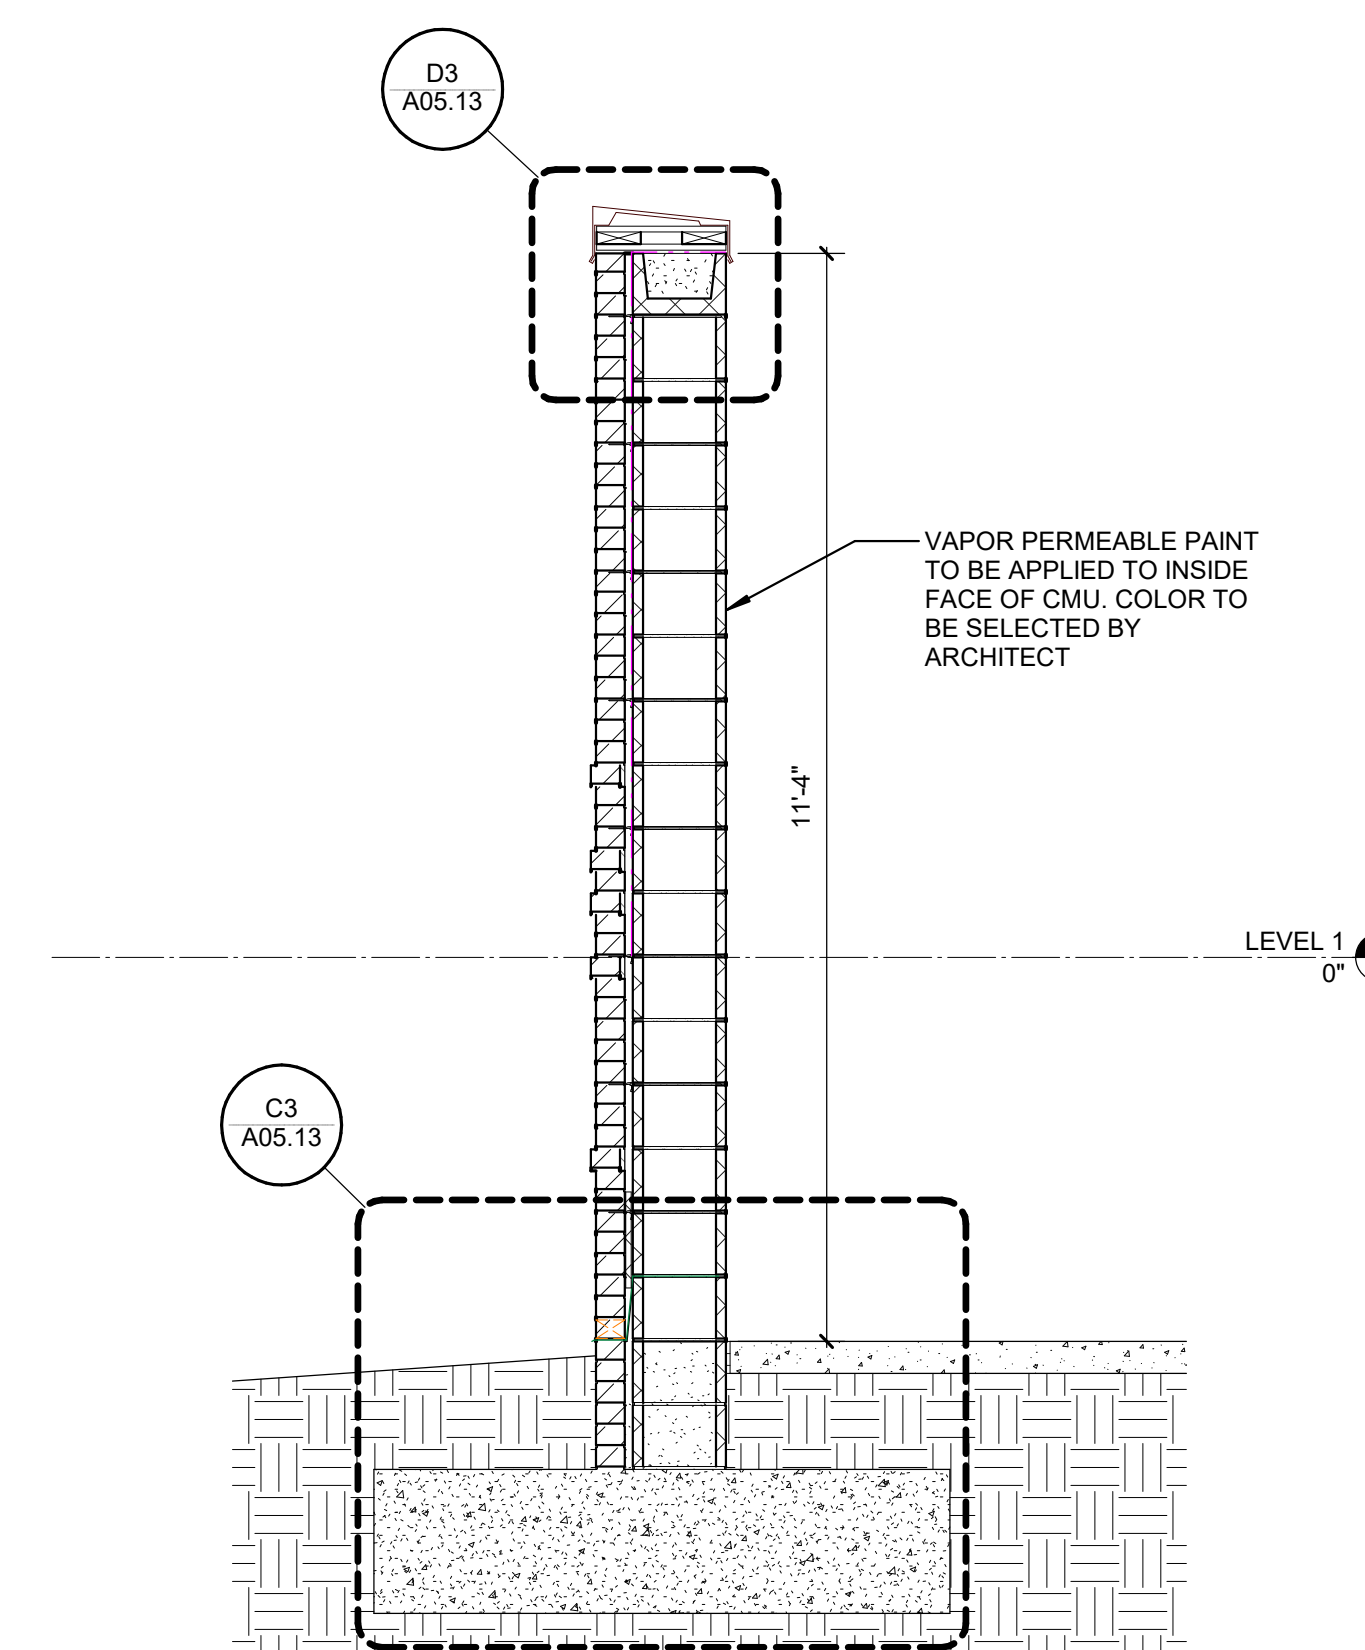 D3
A05.13
VAPOR PERMEABLE PAINT
TO BE APPLIED TO INSIDE
FACE OF CMU. COLOR TO
BE SELECTED BY
ARCHITECT
11'-4"
LEVEL 1
0"
C3
A05.13